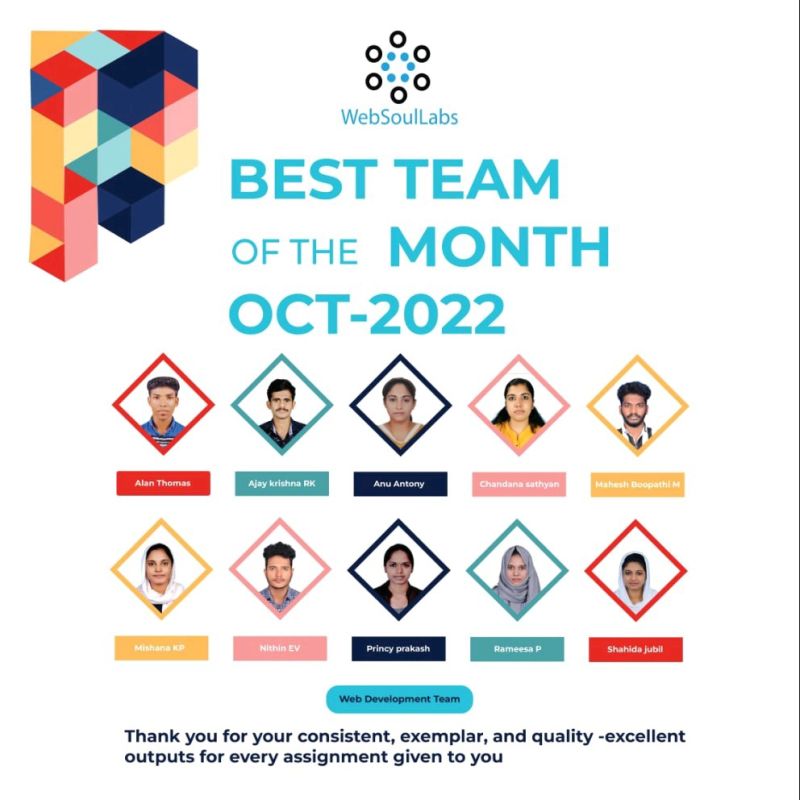 WebSoulLabs
BEST TEAM
OF THE MONTH
OCT-2022
Alan Thomas
Ajay krishna RK
Anu Antony
Chandana sathyan
Mahesh Boopathi M
Mishana KP
Nithin EV
Princy prakash
Rameesa P
Shahida jubil
Web Development Team
Thank you for your consistent, exemplar, and quality -excellent
outputs for every assignment given to you